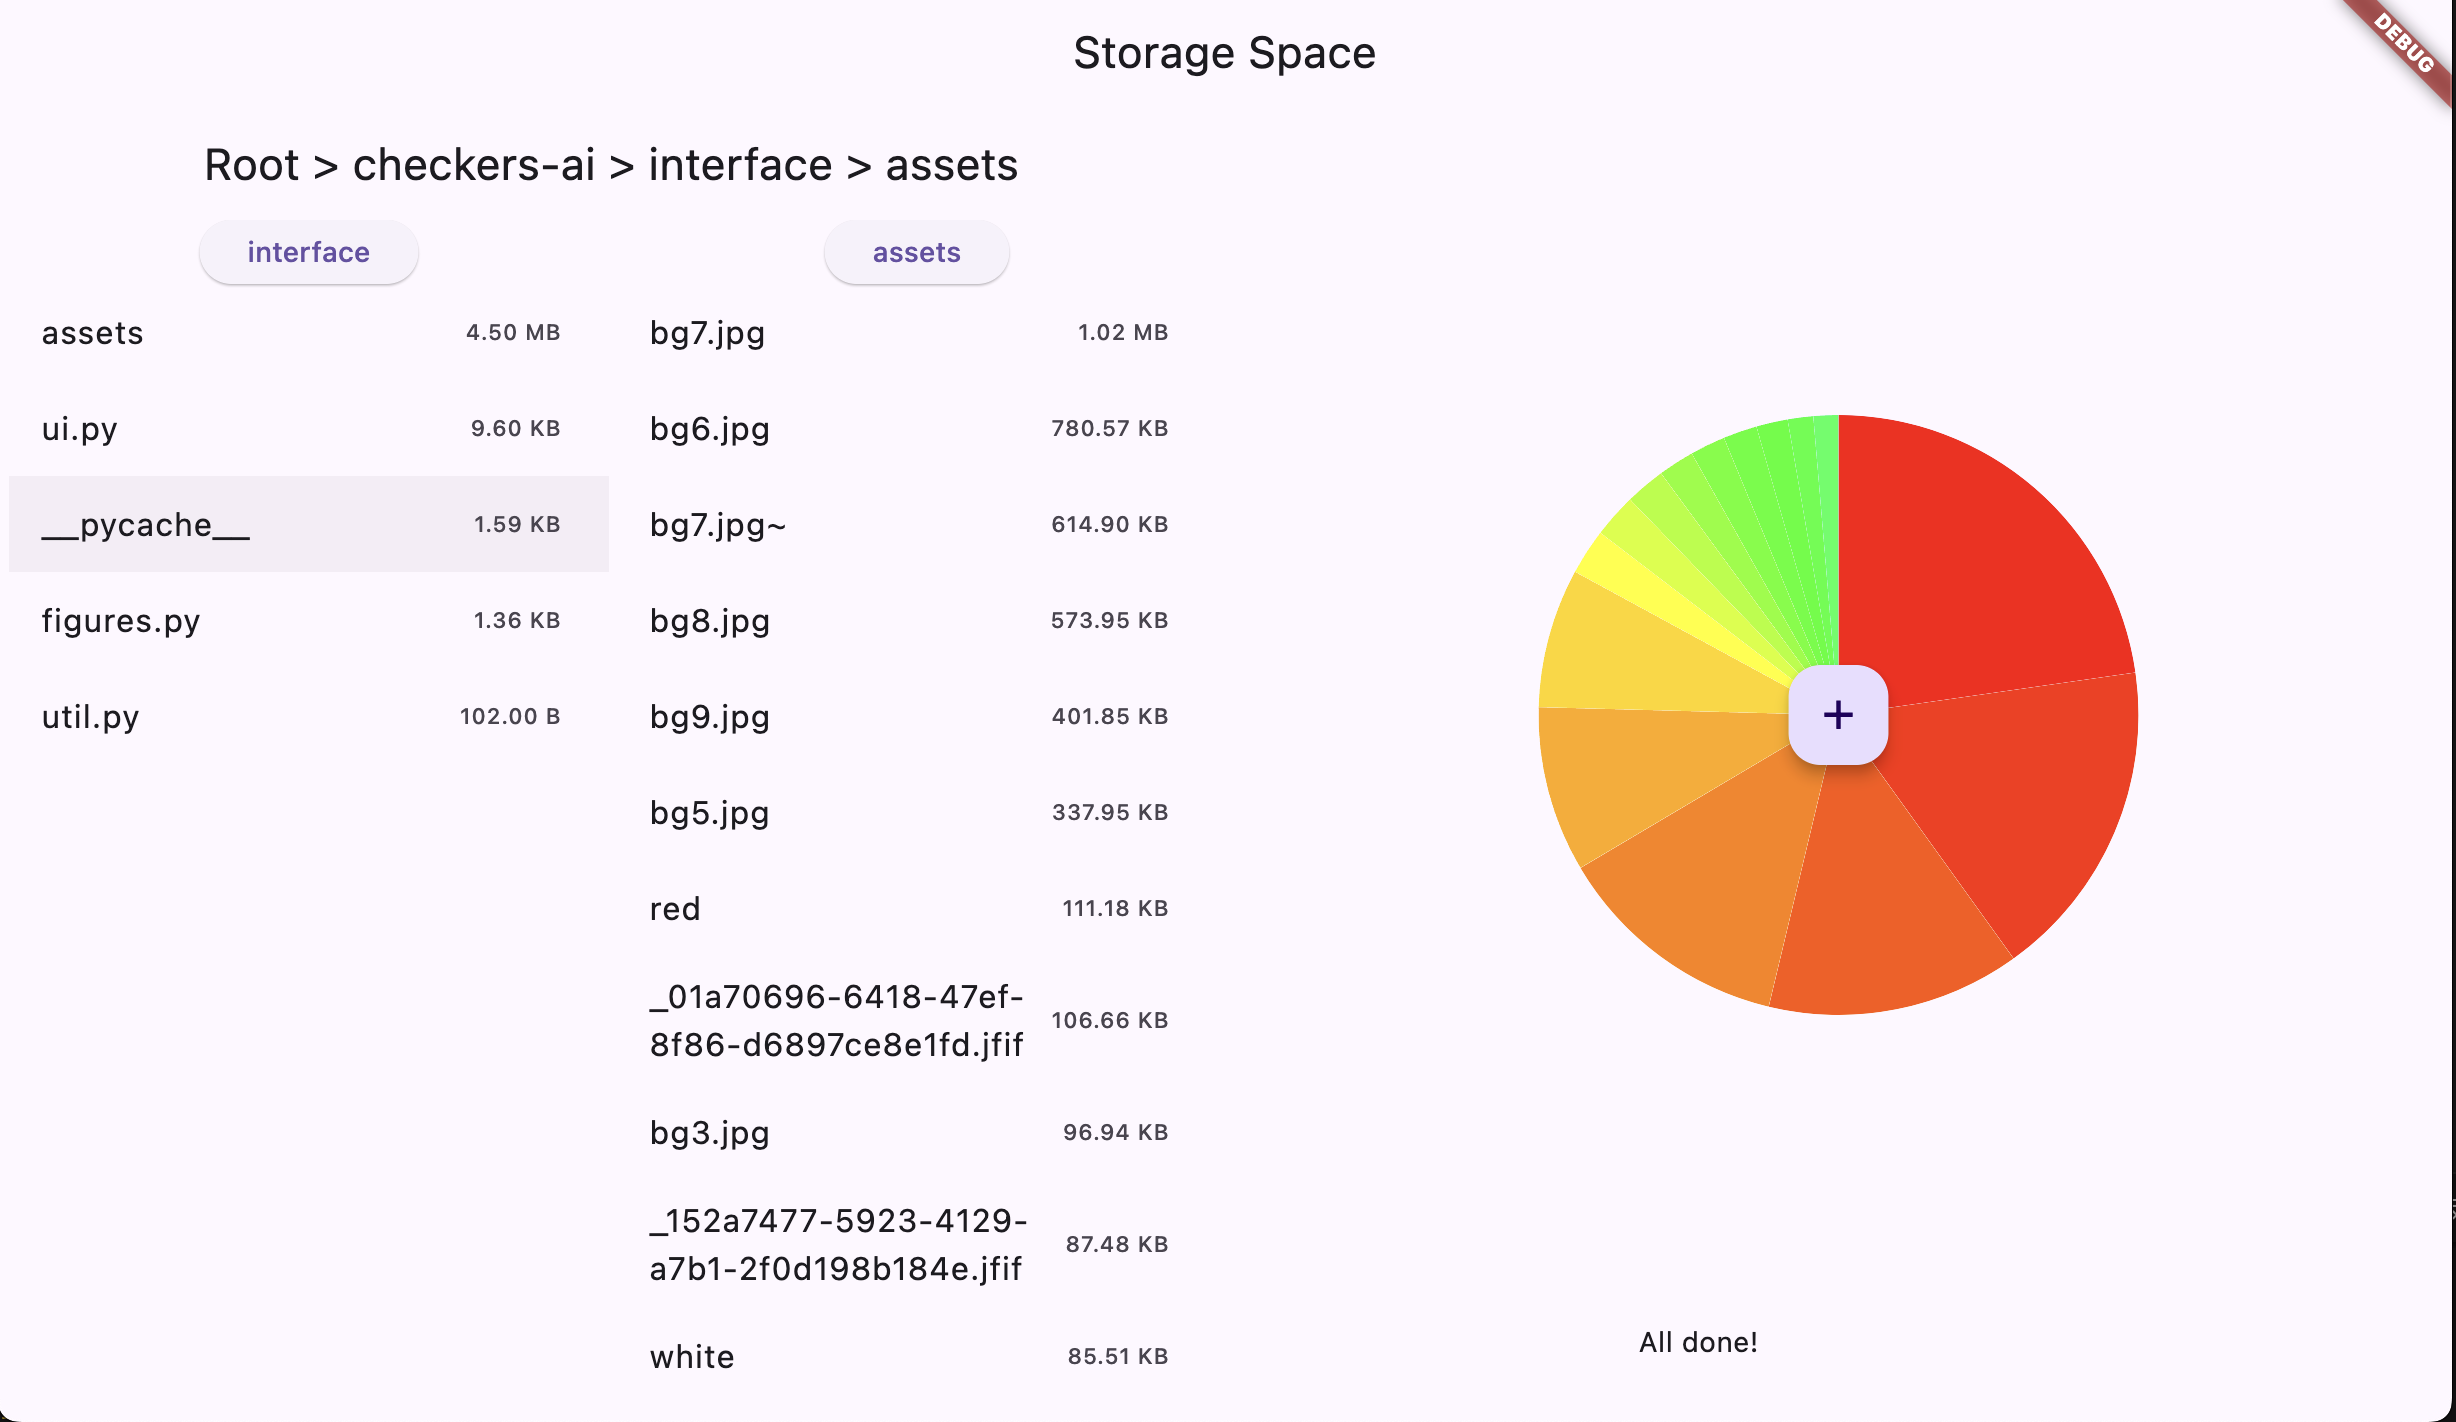 Storage Space
DEBUG
Root > checkers-ai > interface > assets
interface
assets
assets 4.50 MB
ui.py 9.60 KB
__pycache__ 1.59 KB
figures.py 1.36 KB
util.py 102.00 B
bg7.jpg 1.02 MB
bg6.jpg 780.57 KB
bg7.jpg~ 614.90 KB
bg8.jpg 573.95 KB
bg9.jpg 401.85 KB
bg5.jpg 337.95 KB
red 111.18 KB
_01a70696-6418-47ef-
8f86-d6897ce8e1fd.jfif 106.66 KB
bg3.jpg 96.94 KB
_152a7477-5923-4129-
a7b1-2f0d198b184e.jfif 87.48 KB
white 85.51 KB
+
All done!